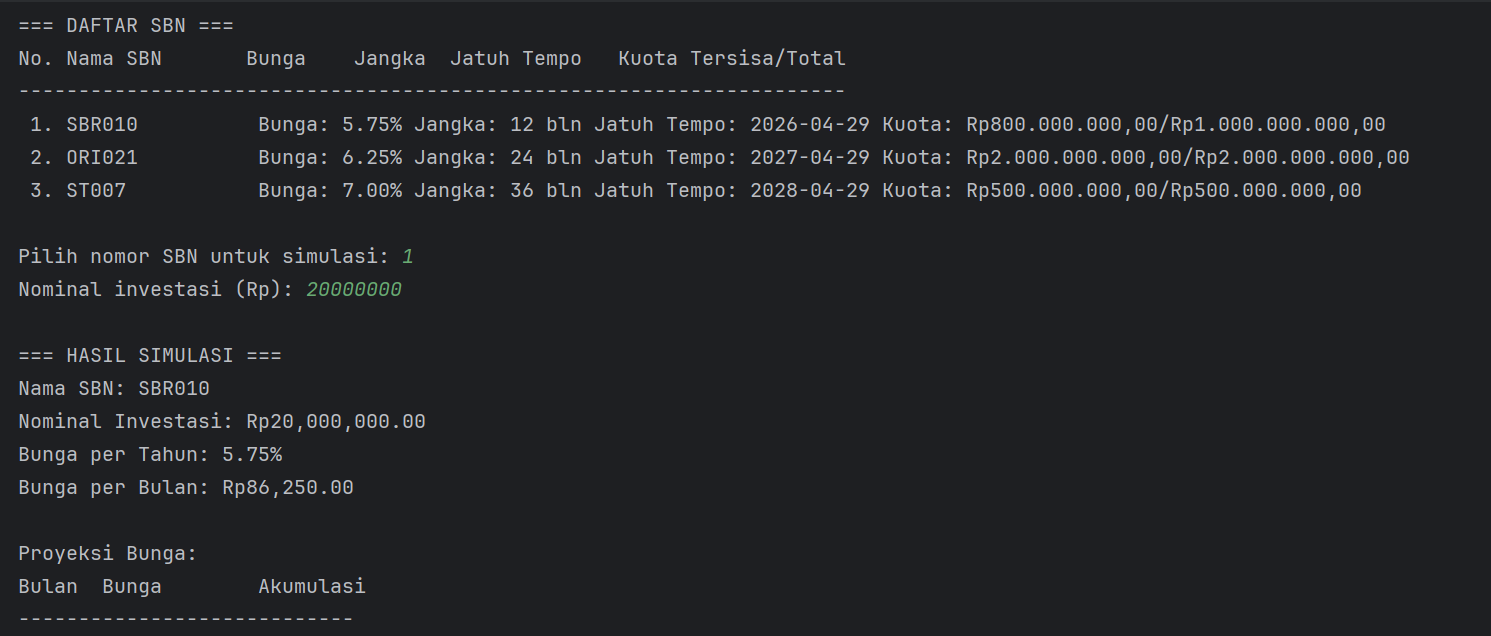 === DAFTAR SBN ===
No. Nama SBN       Bunga    Jangka  Jatuh Tempo   Kuota Tersisa/Total
---------------------------------------------------------------------
 1. SBR010          Bunga: 5.75% Jangka: 12 bln Jatuh Tempo: 2026-04-29 Kuota: Rp800.000.000,00/Rp1.000.000.000,00
 2. ORI021          Bunga: 6.25% Jangka: 24 bln Jatuh Tempo: 2027-04-29 Kuota: Rp2.000.000.000,00/Rp2.000.000.000,00
 3. ST007           Bunga: 7.00% Jangka: 36 bln Jatuh Tempo: 2028-04-29 Kuota: Rp500.000.000,00/Rp500.000.000,00
Pilih nomor SBN untuk simulasi: 1
Nominal investasi (Rp): 20000000
=== HASIL SIMULASI ===
Nama SBN: SBR010
Nominal Investasi: Rp20,000,000.00
Bunga per Tahun: 5.75%
Bunga per Bulan: Rp86,250.00
Proyeksi Bunga:
Bulan  Bunga        Akumulasi
----------------------------